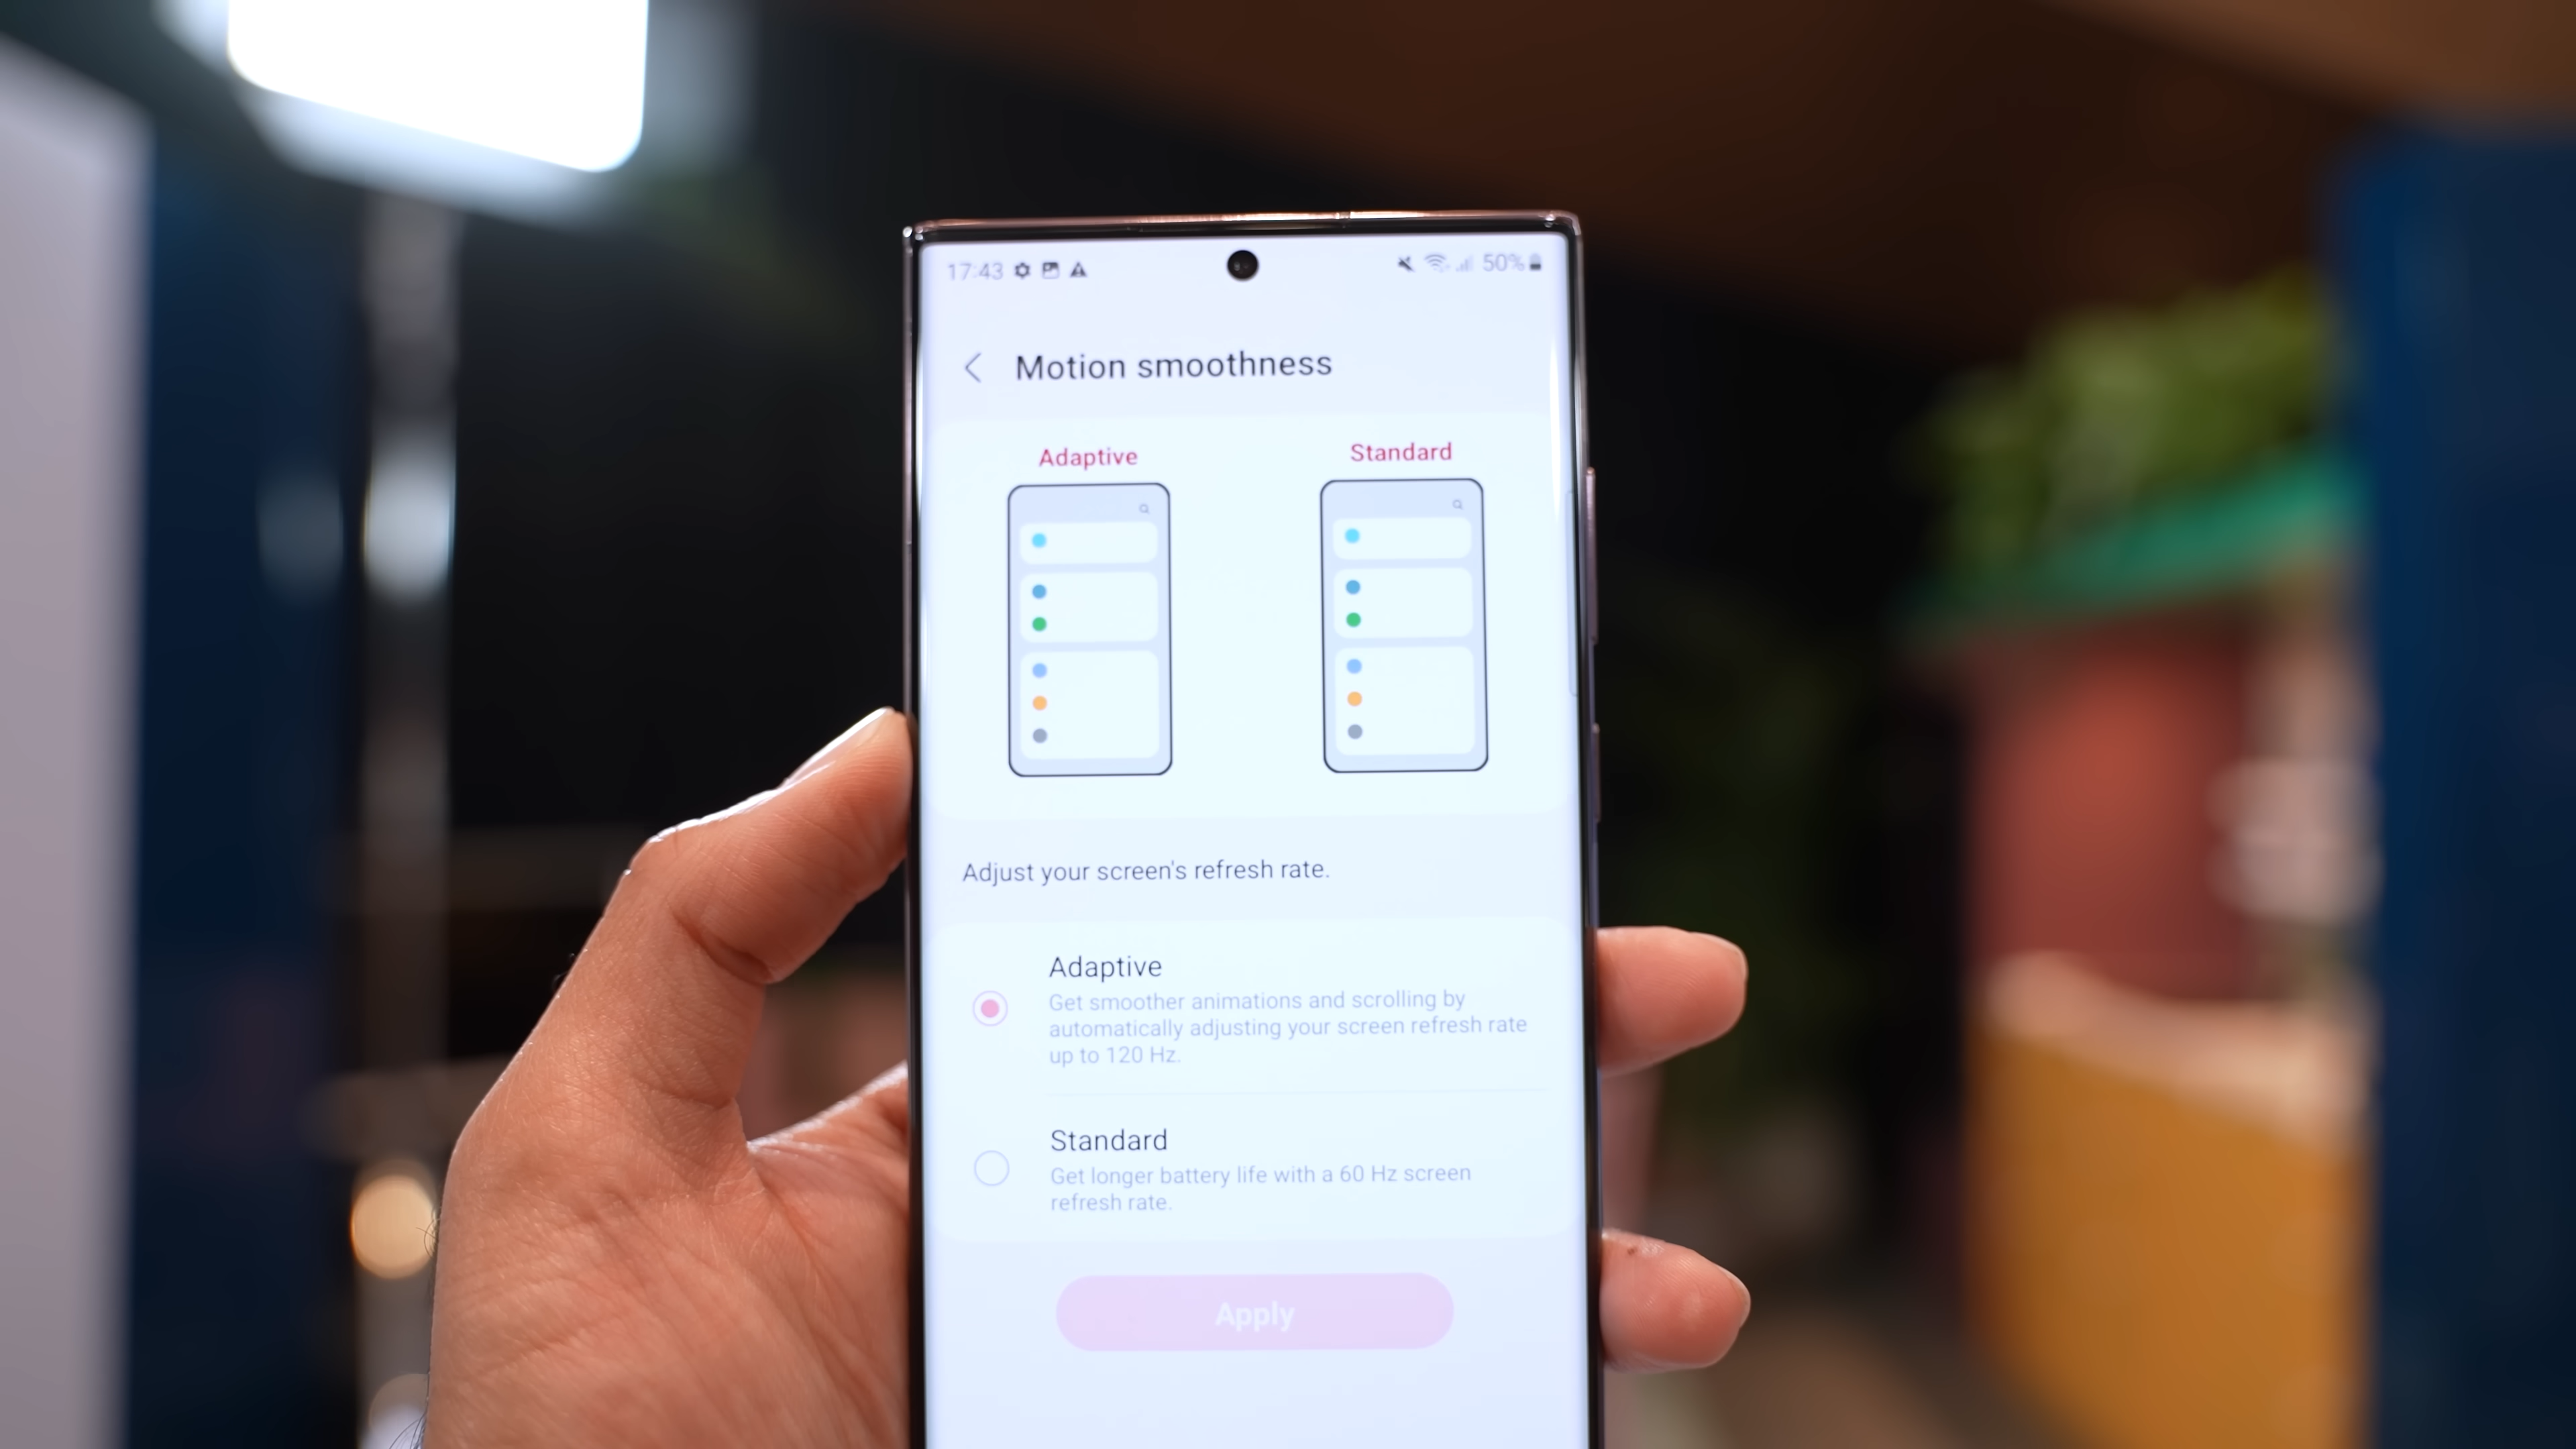 17:43 50%
Motion smoothness
Adaptive Standard
Adjust your screen's refresh rate.
Adaptive
Get smoother animations and scrolling by
automatically adjusting your screen refresh rate
up to 120 Hz.
Standard
Get longer battery life with a 60 Hz screen
refresh rate.
Apply